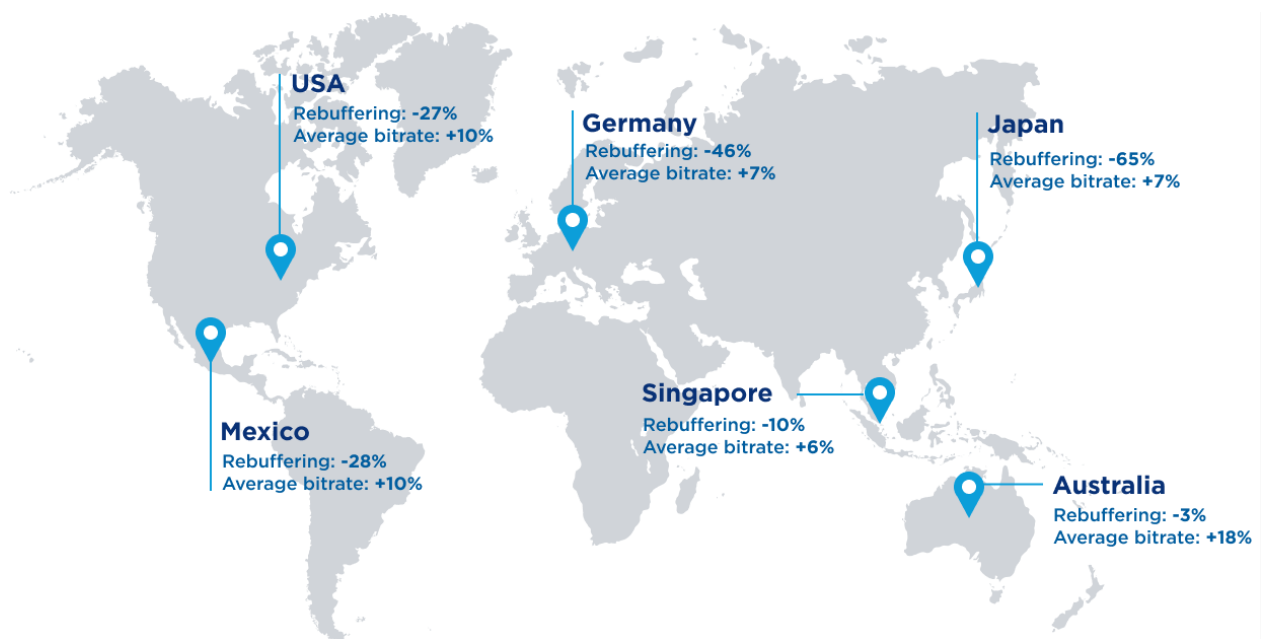 USA
Rebuffering: -27%
Average bitrate: +10%
Germany
Rebuffering: -46%
Average bitrate: +7%
Japan
Rebuffering: -65%
Average bitrate: +7%
Singapore
Rebuffering: -10%
Average bitrate: +6%
Mexico
Rebuffering: -28%
Average bitrate: +10%
Australia
Rebuffering: -3%
Average bitrate: +18%